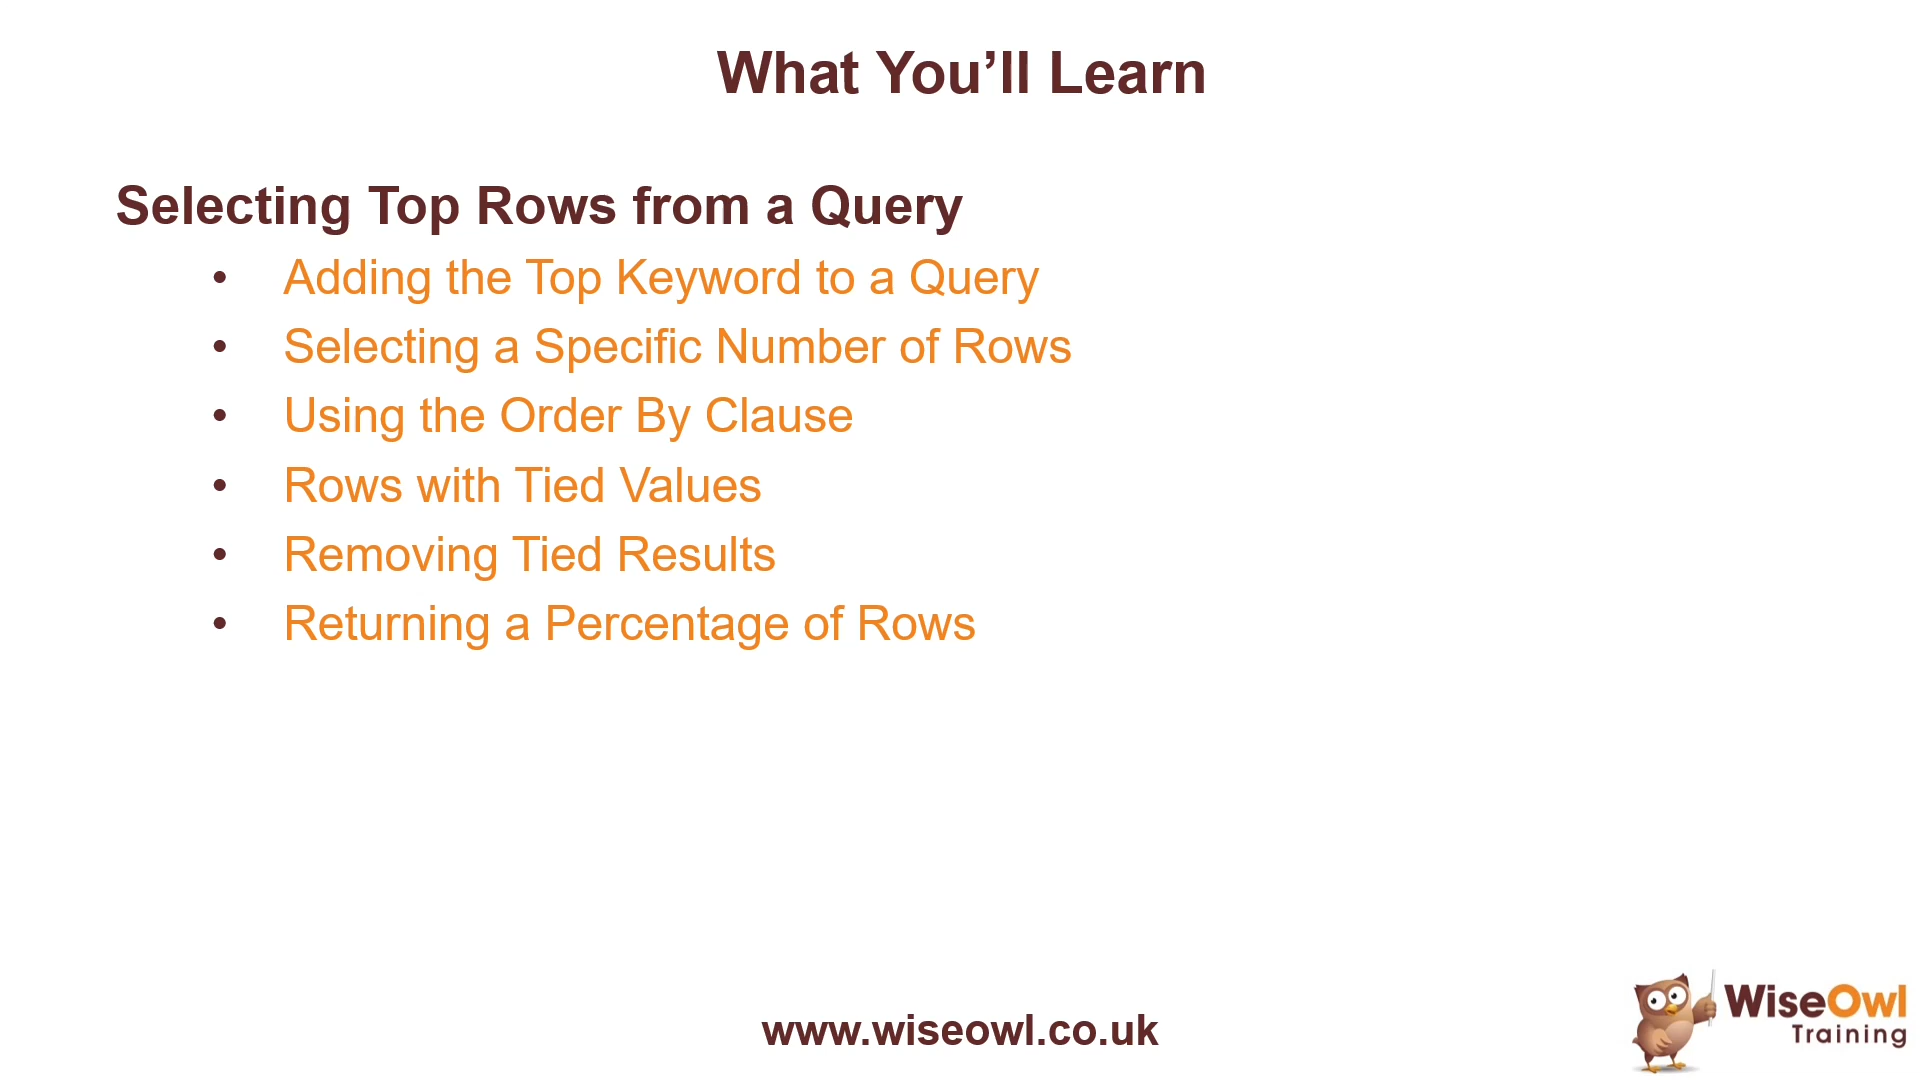 What You’ll Learn
Selecting Top Rows from a Query
• Adding the Top Keyword to a Query
• Selecting a Specific Number of Rows
• Using the Order By Clause
• Rows with Tied Values
• Removing Tied Results
• Returning a Percentage of Rows
www.wiseowl.co.uk
WiseOwl
Training